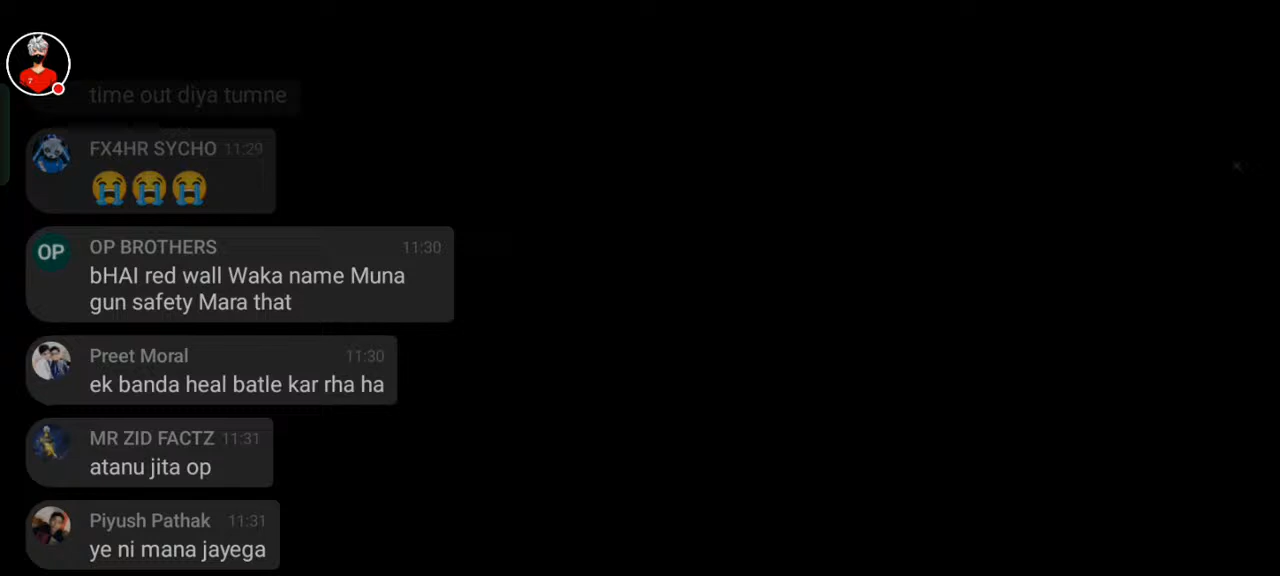 time out diya tumne
FX4HR SYCHO 11:29
😭😭😭
OP
OP BROTHERS 11:30
bHAI red wall Waka name Muna
gun safety Mara that
Preet Moral 11:30
ek banda heal batle kar rha ha
MR ZID FACTZ 11:31
atanu jita op
Piyush Pathak 11:31
ye ni mana jayega